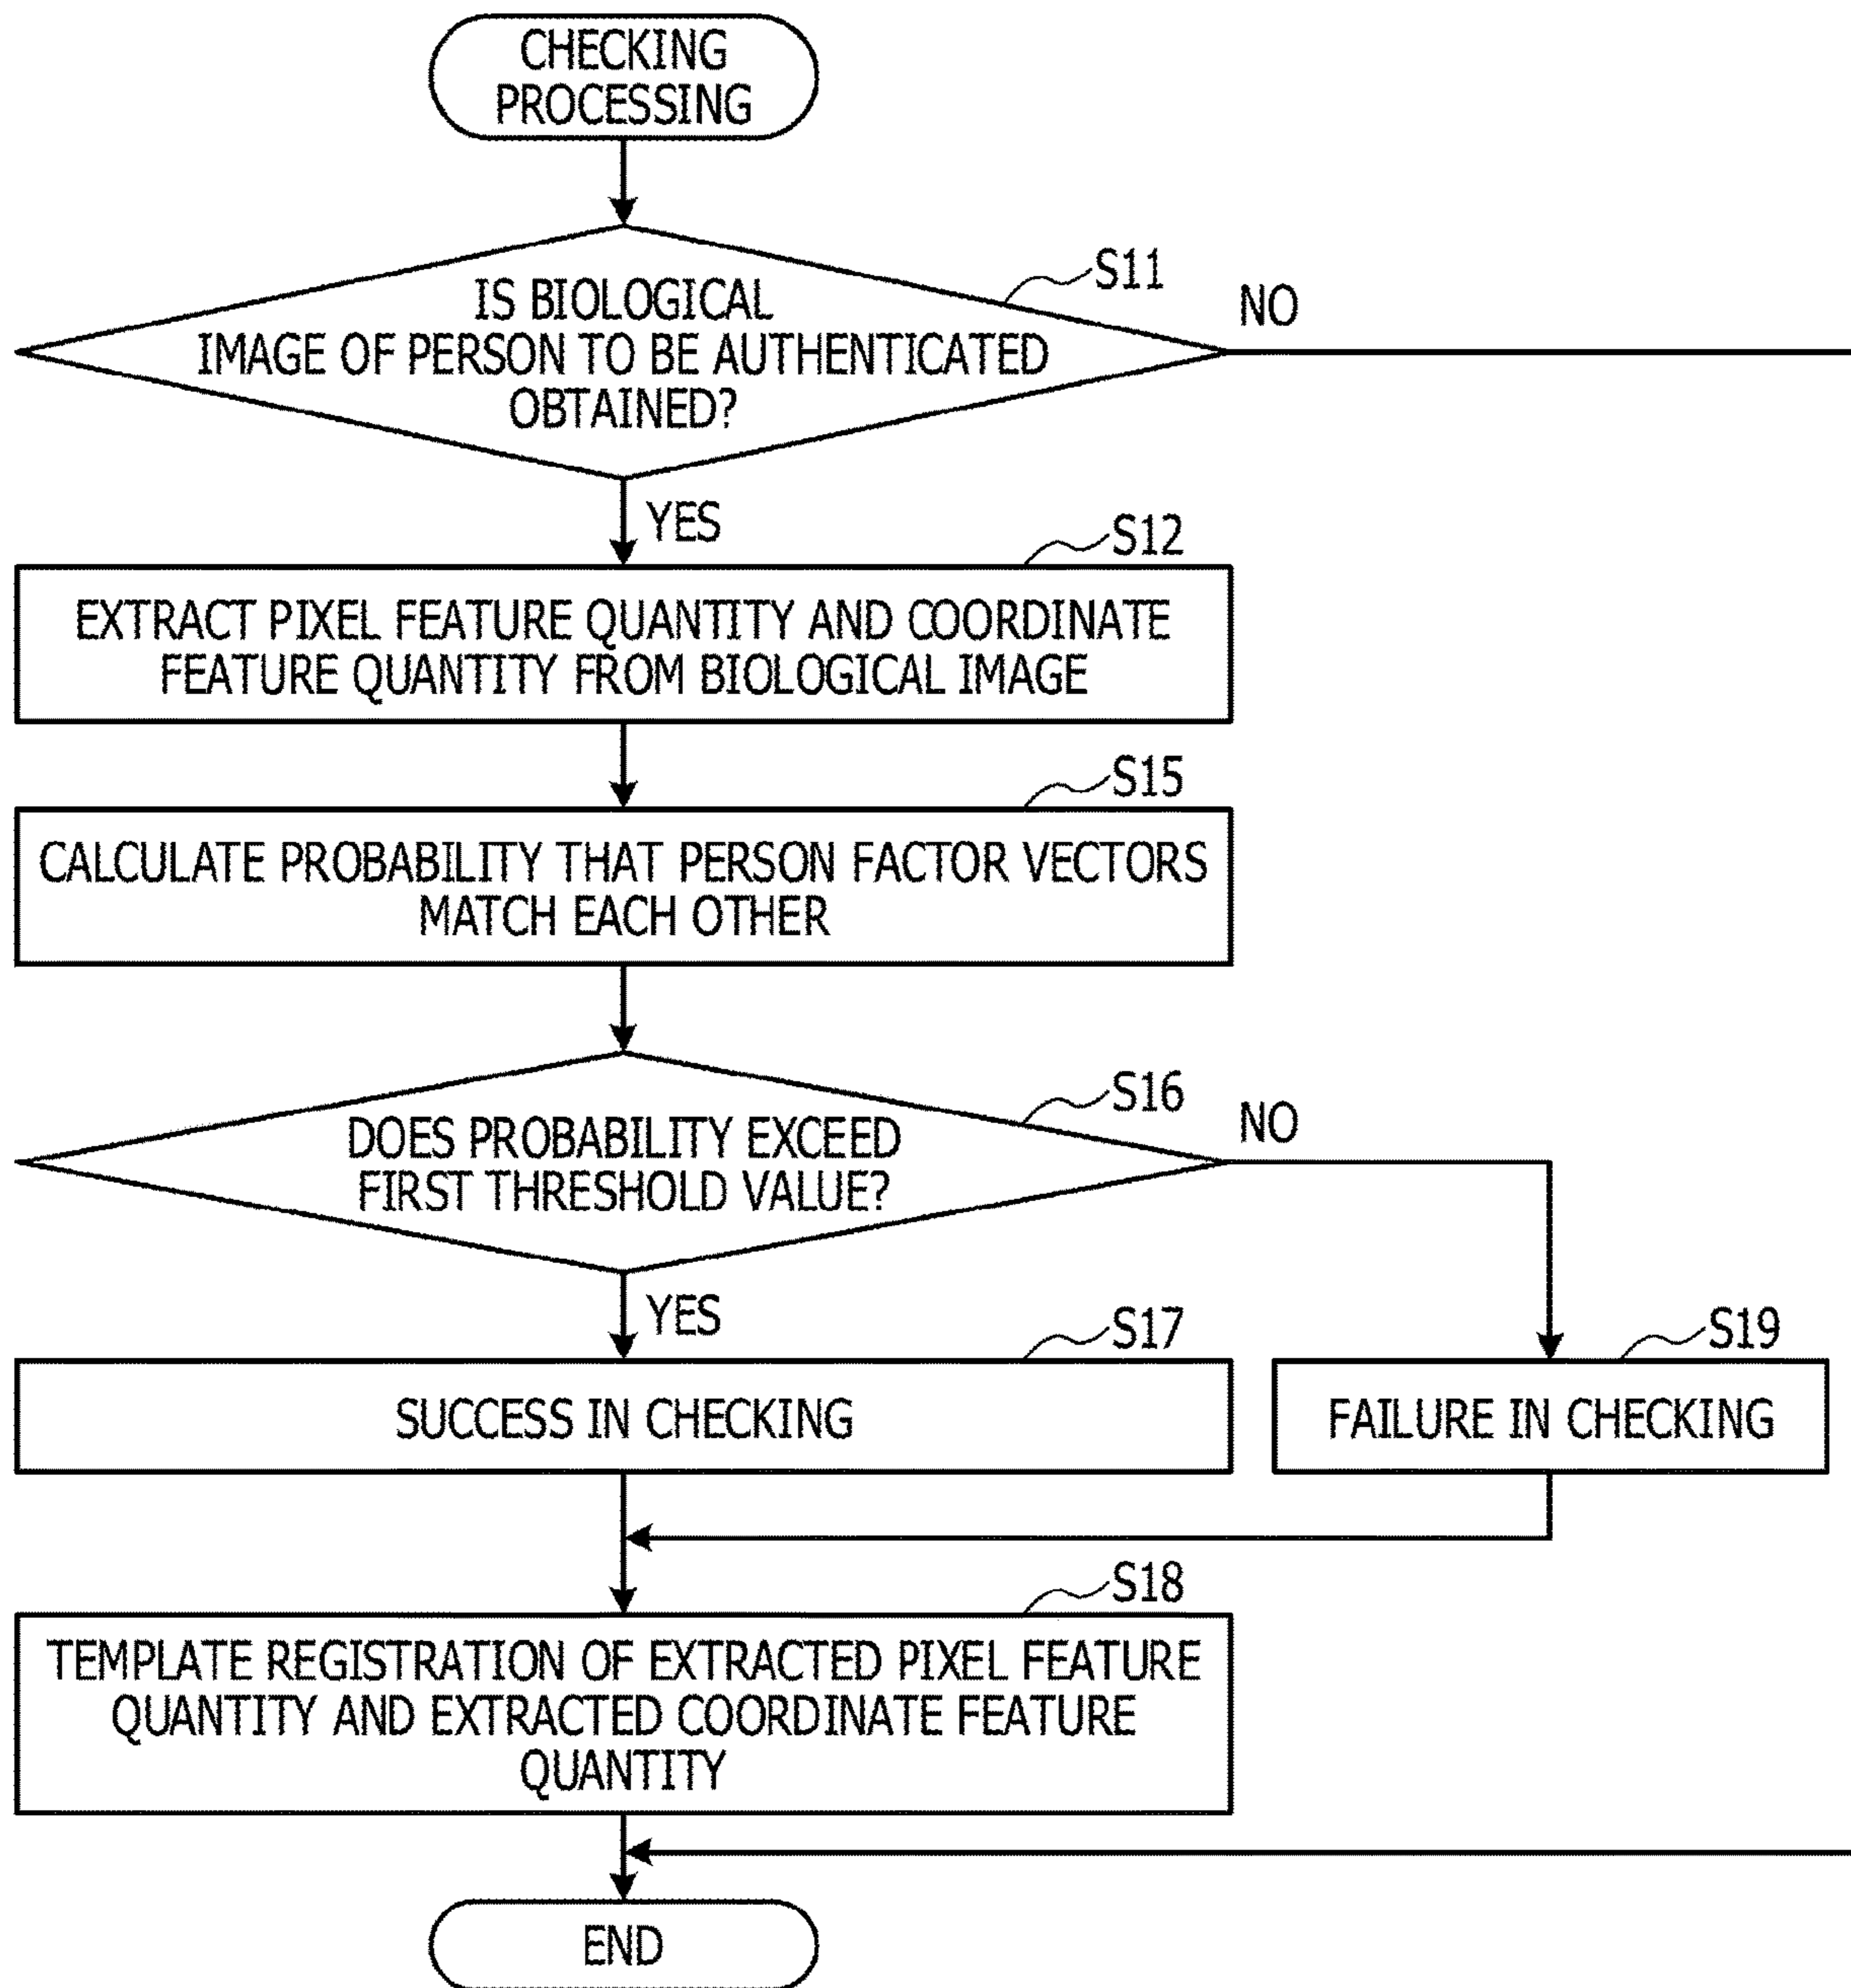 CHECKING
PROCESSING
S11
IS BIOLOGICAL
IMAGE OF PERSON TO BE AUTHENTICATED
OBTAINED?
NO
YES
S12
EXTRACT PIXEL FEATURE QUANTITY AND COORDINATE
FEATURE QUANTITY FROM BIOLOGICAL IMAGE
S15
CALCULATE PROBABILITY THAT PERSON FACTOR VECTORS
MATCH EACH OTHER
S16
DOES PROBABILITY EXCEED
FIRST THRESHOLD VALUE?
NO
YES
S17
SUCCESS IN CHECKING
S19
FAILURE IN CHECKING
S18
TEMPLATE REGISTRATION OF EXTRACTED PIXEL FEATURE
QUANTITY AND EXTRACTED COORDINATE FEATURE
QUANTITY
END